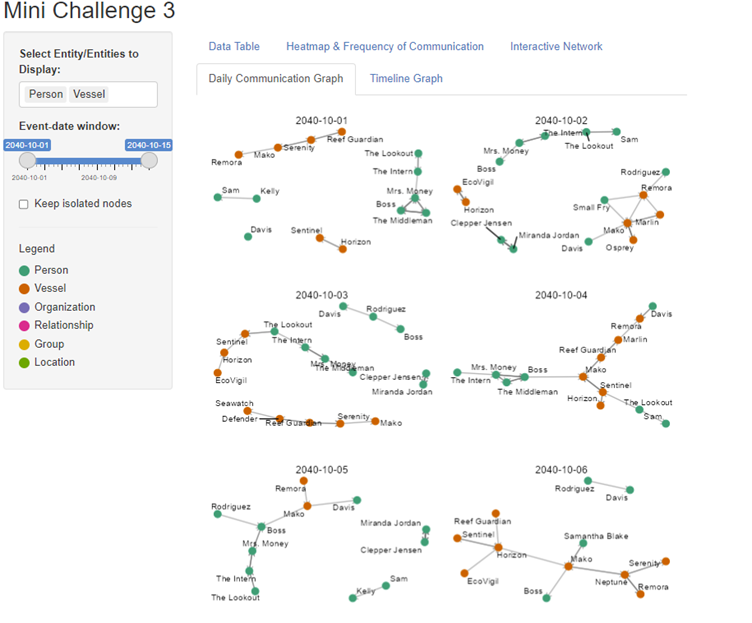 Mini Challenge 3
Select Entity/Entities to
Display:
Person Vessel
Event-date window:
2040-10-01 2040-10-15
2040-10-01 2040-10-09
Keep isolated nodes
Legend
Person
Vessel
Organization
Relationship
Group
Location
Data Table Heatmap & Frequency of Communication Interactive Network
Daily Communication Graph Timeline Graph
2040-10-01
Reef Guardian
Serenity
Mako
Remora
The Lookout
The Intern
Sam Kelly
Mrs. Money
Boss
The Middleman
Davis
Sentinel
Horizon
2040-10-02
The Intern
Sam
The Lookout
Mrs. Money
Boss
Rodriguez
EcoVigil
Remora
Horizon
Small Fry
Clepper Jensen
Marlin
Mako
Miranda Jordan
Davis
Osprey
2040-10-03
Davis
Rodriguez
The Lookout
Boss
Sentinel
The Intern
Horizon
Mrs. Money
The Middleman
EcoVigil
Clepper Jensen
Miranda Jordan
Seawatch
Defender
Reef Guardian
Serenity
Mako
2040-10-04
Davis
Remora
Marlin
Reef Guardian
Mrs. Money
Boss
Mako
The Intern
The Middleman
Sentinel
Horizon
The Lookout
Sam
2040-10-05
Remora
Rodriguez
Mako
Davis
Boss
Miranda Jordan
Mrs. Money
Clepper Jensen
The Intern
Sam
Kelly
The Lookout
2040-10-06
Rodriguez
Davis
Reef Guardian
Sentinel
Samantha Blake
Horizon
Mako
Serenity
EcoVigil
Neptune
Remora
Boss